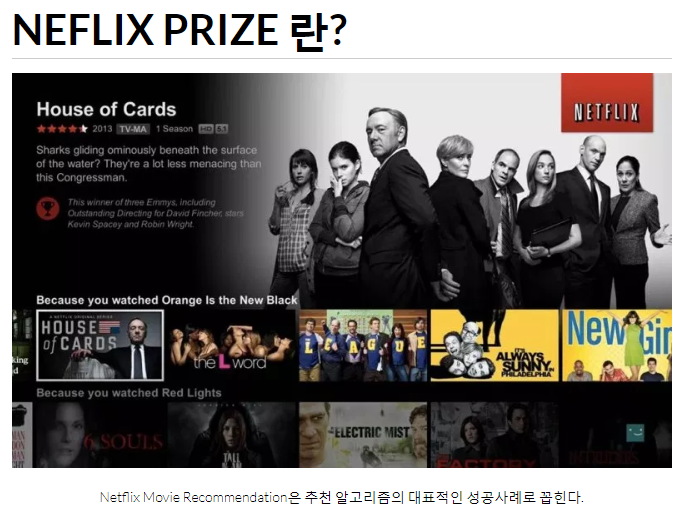 NEFLIX PRIZE 란?
NETFLIX
House of Cards
2013 TV-MA 1 Season HD 5.1
Sharks gliding ominously beneath the surface
of the water? They're a lot less menacing than
this Congressman.
This winner of three Emmys, including
Outstanding Directing for David Fincher, stars
Kevin Spacey and Robin Wright.
Because you watched Orange Is the New Black
A NETFLIX ORIGINAL SERIES
HOUSE
of CARDS
the L word
LEAGUE
IT'S
ALWAYS
SUNNY
IN
PHILADELPHIA
New Girl
Because you watched Red Lights
6 SOULS
ELECTRIC MIST
FACTORY
INTRUDERS
Netflix Movie Recommendation은 추천 알고리즘의 대표적인 성공사례로 꼽힌다.